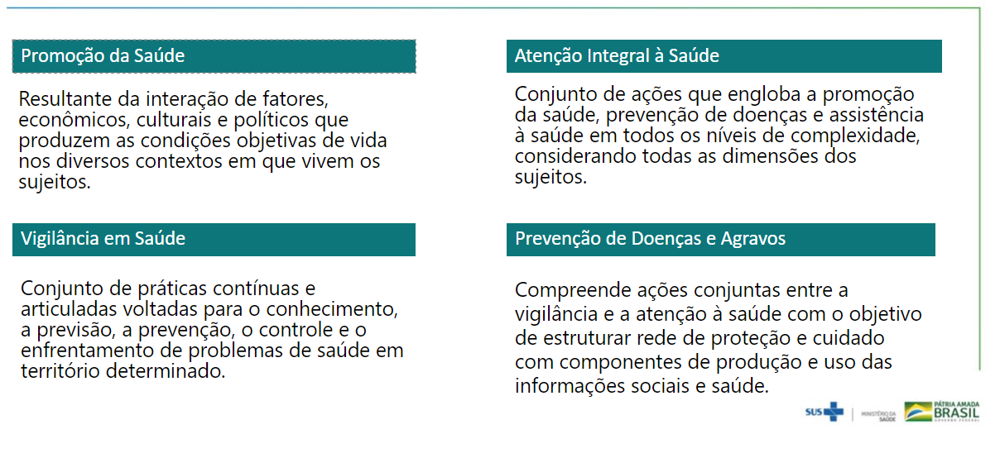 Promoção da Saúde
Resultante da interação de fatores,
econômicos, culturais e políticos que
produzem as condições objetivas de vida
nos diversos contextos em que vivem os
sujeitos.
Atenção Integral à Saúde
Conjunto de ações que engloba a promoção
da saúde, prevenção de doenças e assistência
à saúde em todos os níveis de complexidade,
considerando todas as dimensões dos
sujeitos.
Vigilância em Saúde
Conjunto de práticas contínuas e
articuladas voltadas para o conhecimento,
a previsão, a prevenção, o controle e o
enfrentamento de problemas de saúde em
território determinado.
Prevenção de Doenças e Agravos
Compreende ações conjuntas entre a
vigilância e a atenção à saúde com o objetivo
de estruturar rede de proteção e cuidado
com componentes de produção e uso das
informações sociais e saúde.
SUS
MINISTÉRIO DA
SAÚDE
PÁTRIA AMADA
BRASIL
GOVERNO FEDERAL